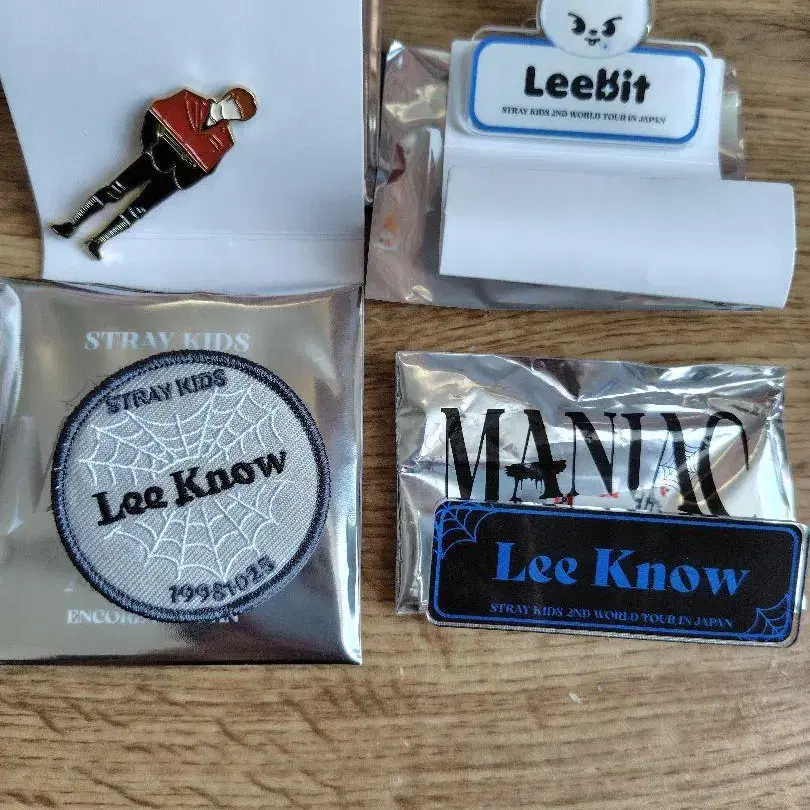 LeeBit
STRAY KIDS 2ND WORLD TOUR IN JAPAN
STRAY KIDS
STRAY KIDS
Lee Know
19981025
MANIAC
Lee Know
STRAY KIDS 2ND WORLD TOUR IN JAPAN